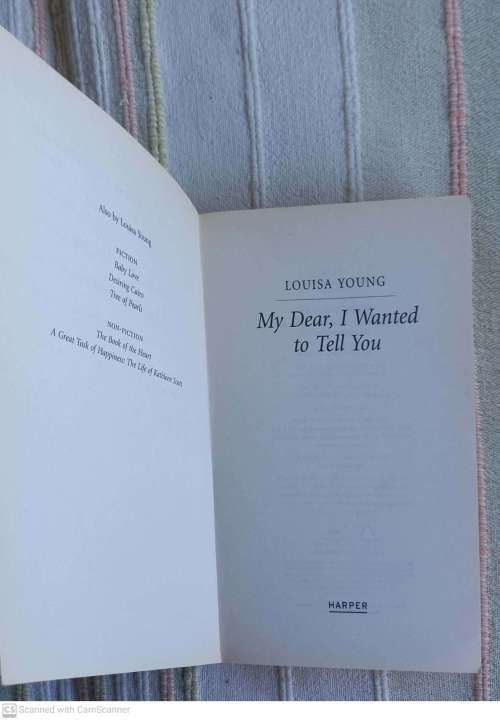 Also by Louisa Young
FICTION
Baby Love
Desiring Cairo
Tree of Pearls
NON-FICTION
The Book of the Heart
A Great Task of Happiness: The Life of Kathleen Scott
LOUISA YOUNG
My Dear, I Wanted
to Tell You
HARPER
CS Scanned with CamScanner